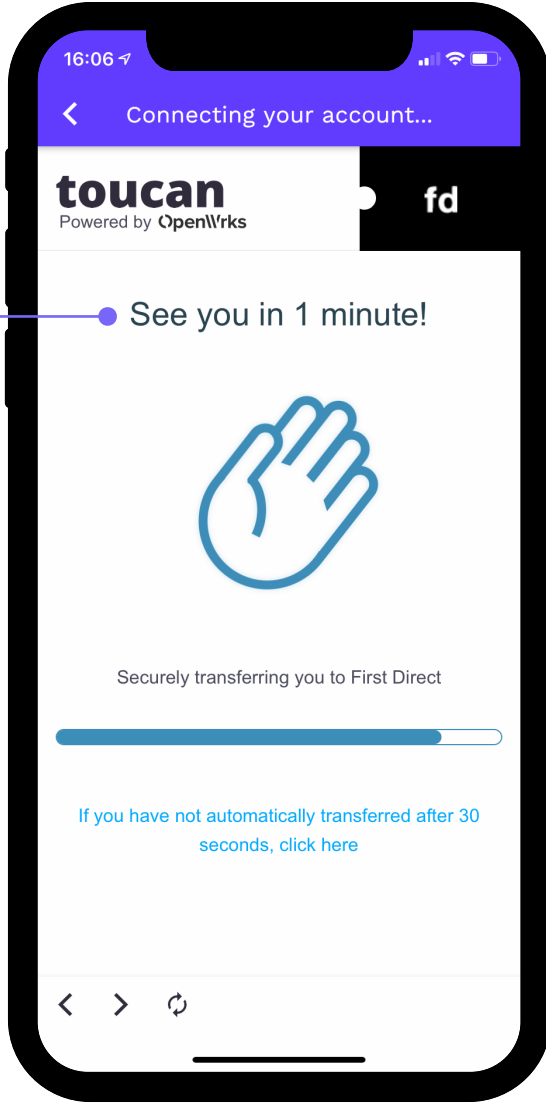 16:06
Connecting your account...
toucan
Powered by OpenWrks
fd
See you in 1 minute!
Securely transferring you to First Direct
If you have not automatically transferred after 30
seconds, click here